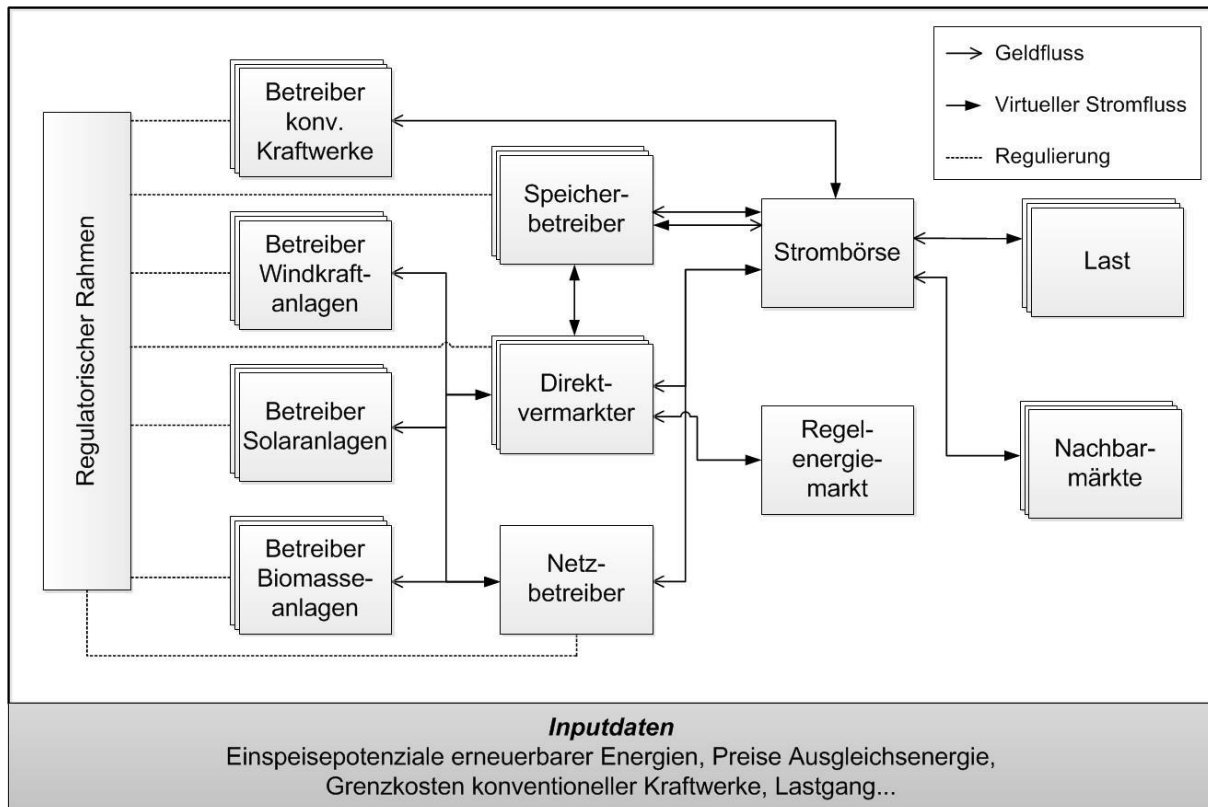 Geldfluss
Virtueller Stromfluss
Regulierung
Regulatorischer Rahmen
Betreiber
konv.
Kraftwerke
Speicher-
betreiber
Strombörse
Last
Betreiber
Windkraft-
anlagen
Direkt-
vermarkter
Betreiber
Solaranlagen
Regel-
energie-
markt
Nachbar-
märkte
Betreiber
Biomasse-
anlagen
Netz-
betreiber
Inputdaten
Einspeisepotenziale erneuerbarer Energien, Preise Ausgleichsenergie,
Grenzkosten konventioneller Kraftwerke, Lastgang...